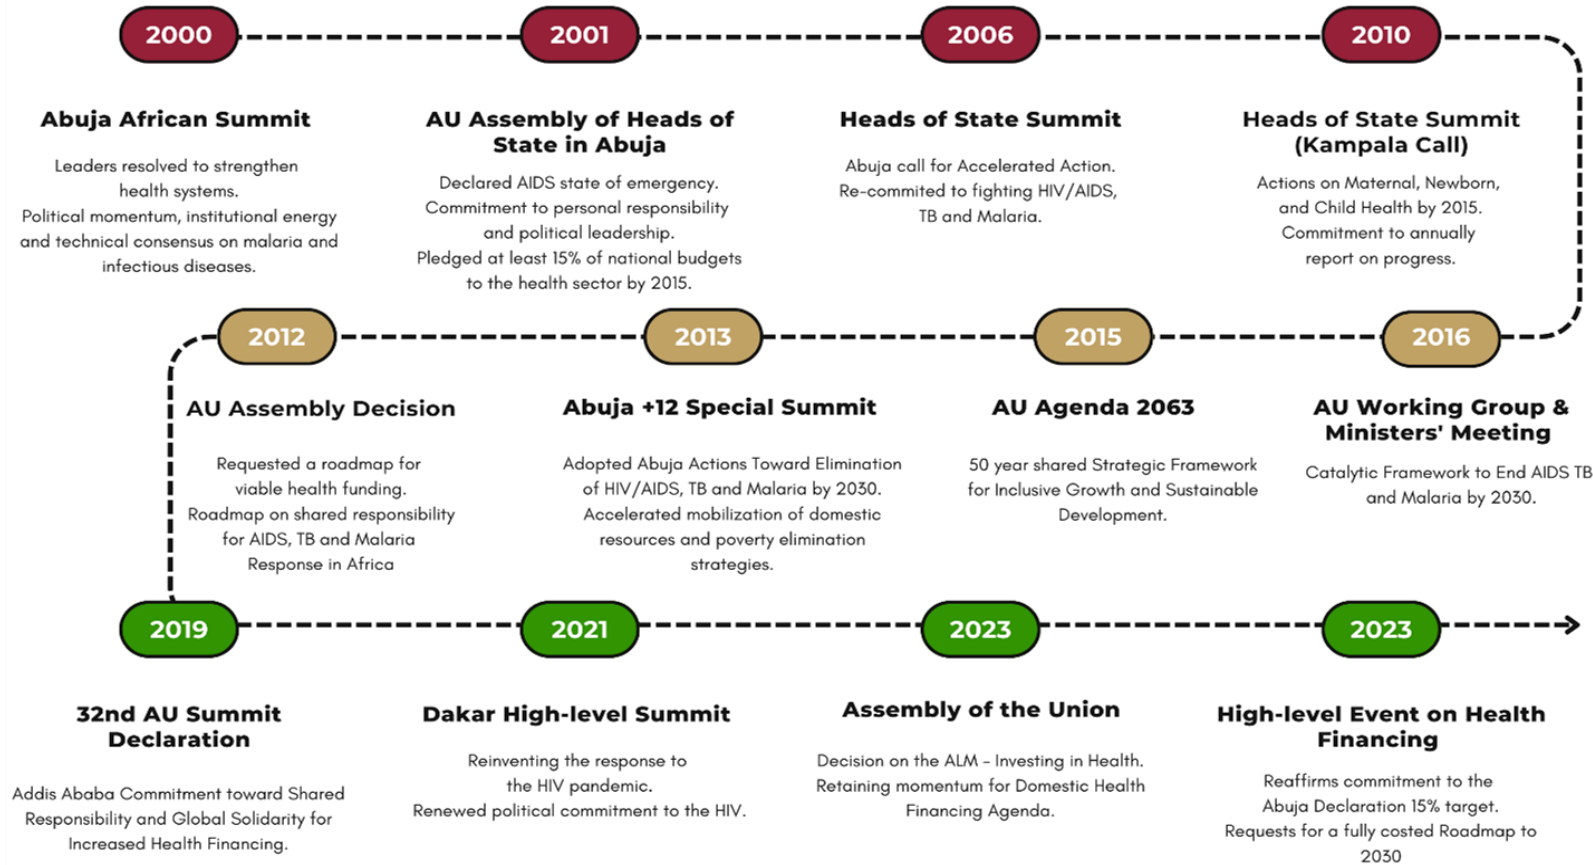 2000
Abuja African Summit
Leaders resolved to strengthen
health systems.
Political momentum, institutional energy
and technical consensus on malaria and
infectious diseases.
2001
AU Assembly of Heads of
State in Abuja
Declared AIDS state of emergency.
Commitment to personal responsibility
and political leadership.
Pledged at least 15% of national budgets
to the health sector by 2015.
2006
Heads of State Summit
Abuja call for Accelerated Action.
Re-commited to fighting HIV/AIDS,
TB and Malaria.
2010
Heads of State Summit
(Kampala Call)
Actions on Maternal, Newborn,
and Child Health by 2015.
Commitment to annually
report on progress.
2012
AU Assembly Decision
Requested a roadmap for
viable health funding.
Roadmap on shared responsibility
for AIDS, TB and Malaria
Response in Africa
2013
Abuja +12 Special Summit
Adopted Abuja Actions Toward Elimination
of HIV/AIDS, TB and Malaria by 2030.
Accelerated mobilization of domestic
resources and poverty elimination
strategies.
2015
AU Agenda 2063
50 year shared Strategic Framework
for Inclusive Growth and Sustainable
Development.
2016
AU Working Group &
Ministers' Meeting
Catalytic Framework to End AIDS TB
and Malaria by 2030.
2019
32nd AU Summit
Declaration
Addis Ababa Commitment toward Shared
Responsibility and Global Solidarity for
Increased Health Financing.
2021
Dakar High-level Summit
Reinventing the response to
the HIV pandemic.
Renewed political commitment to the HIV.
2023
Assembly of the Union
Decision on the ALM - Investing in Health.
Retaining momentum for Domestic Health
Financing Agenda.
2023
High-level Event on Health
Financing
Reaffirms commitment to the
Abuja Declaration 15% target.
Requests for a fully costed Roadmap to
2030